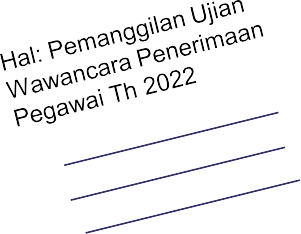 Hal: Pemanggilan Ujian
Wawancara Penerimaan
Pegawai Th 2022